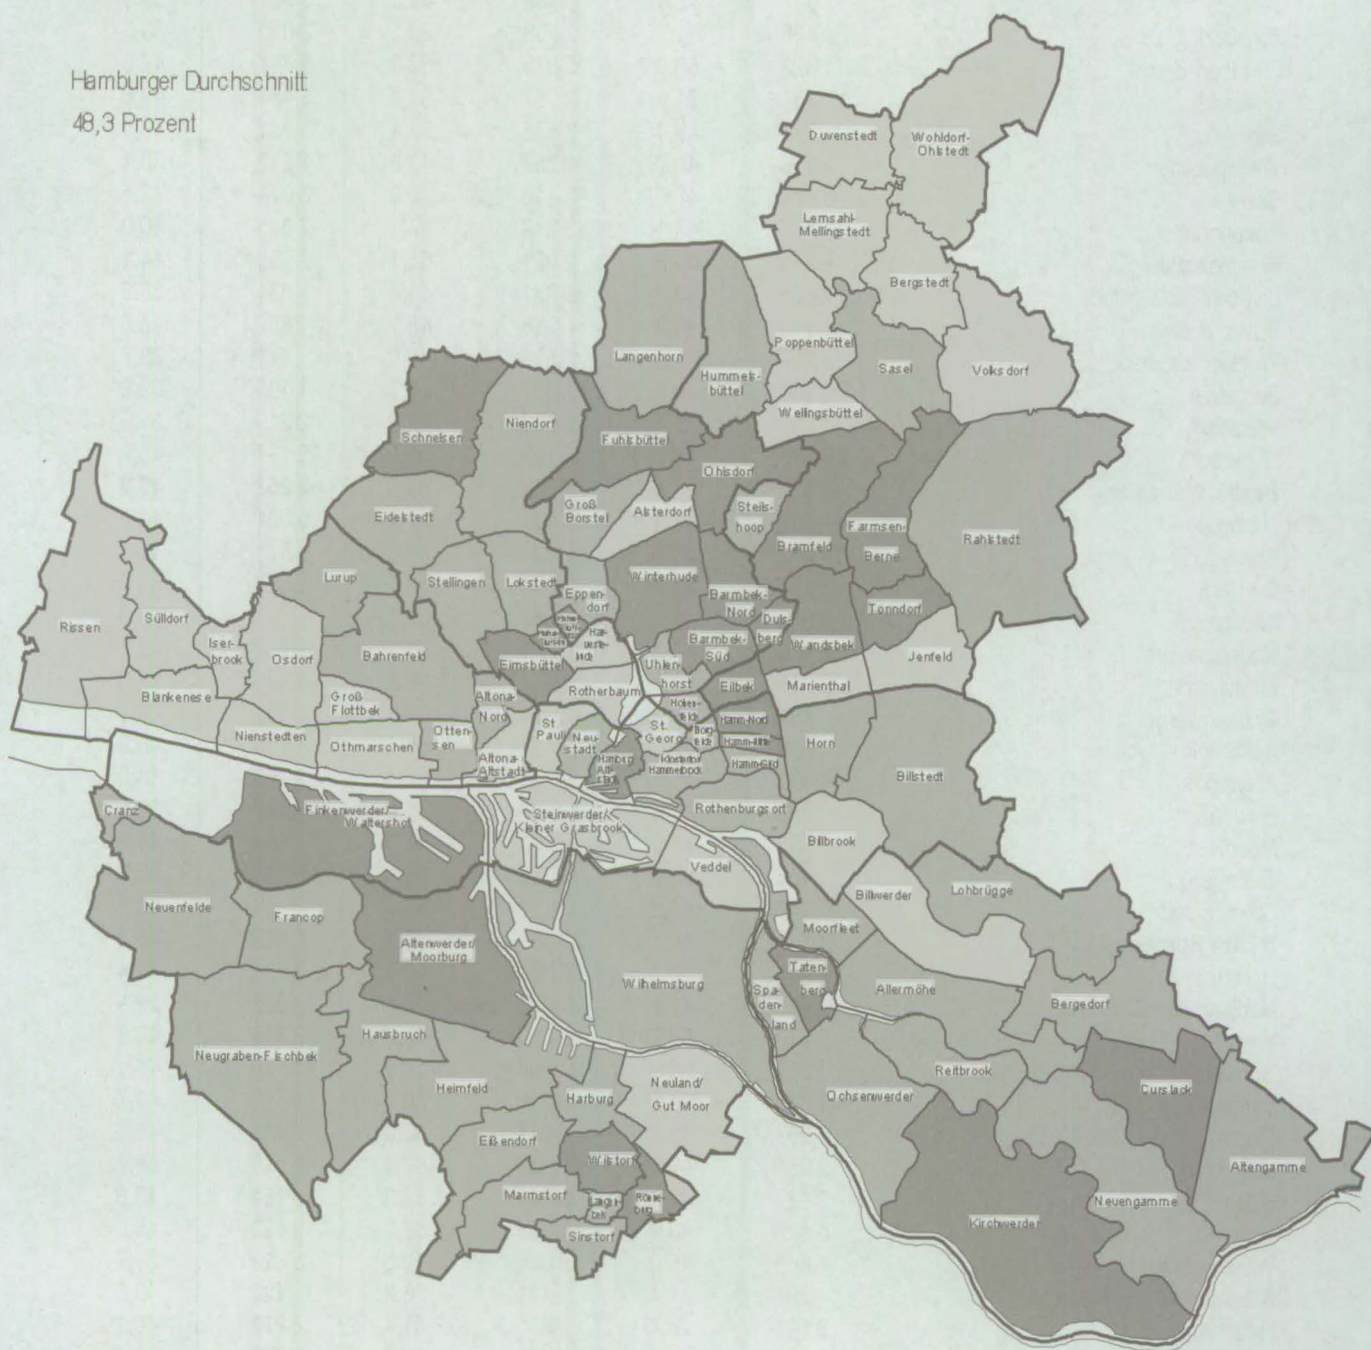 Hamburger Durchschnitt:
48,3 Prozent
Duvenstedt
Wohldorf-
Ohlstedt
Lemsahl-
Mellingstedt
Bergstedt
Langenhorn
Hummels-
büttel
Poppenbüttel
Sasel
Volksdorf
Wellingsbüttel
Schnelsen
Niendorf
Fuhlsbüttel
Ohlsdorf
Eidelstedt
Groß
Borstel
Alsterdorf
Steils-
hoop
Bramfeld
Farmsen-
Berne
Rahlstedt
Lurup
Stellingen
Lokstedt
Eppen-
dorf
Winterhude
Barmbek-
Nord
Duls-
berg
Wandsbek
Tonndorf
Rissen
Sülldorf
Iser-
brook
Osdorf
Bahrenfeld
Eimsbüttel
Barmbek-
Süd
Uhlen-
horst
Eilbek
Marienthal
Jenfeld
Blankenese
Groß
Flottbek
Altona-
Nord
Rotherbaum
Nienstedten
Othmarschen
Otten-
sen
Altona-
Altstadt
St.
Pauli
Neu-
stadt
St.
Georg
Hamm-Nord
Hamm-Süd
Horn
Billstedt
Cranz
Finkenwerder/
Waltershof
Steinwerder/
Kleiner Grasbrook
Rothenburgsort
Veddel
Billbrook
Billwerder
Lohbrügge
Neuenfelde
Francop
Altenwerder/
Moorburg
Moorfleet
Wilhelmsburg
Taten-
berg
Spa-
den-
land
Allermöhe
Bergedorf
Neugraben-Fischbek
Hausbruch
Heimfeld
Harburg
Neuland/
Gut Moor
Ochsenwerder
Reitbrook
Curslack
Eißendorf
Wilstorf
Marmstorf
Langen-
bek
Rönne-
burg
Sinstorf
Kirchwerder
Neuengamme
Altengamme